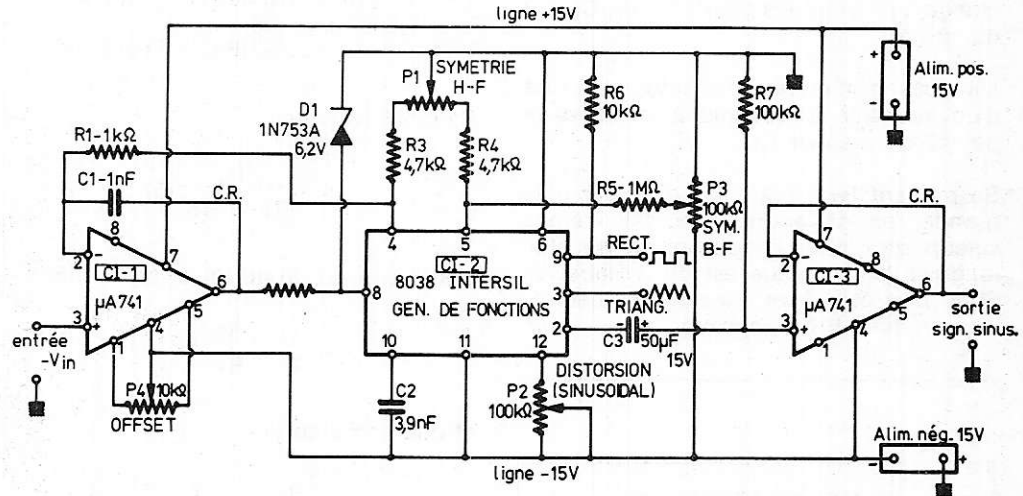 ligne +15V
P1
SYMETRIE
H-F
D1
1N753A
6,2V
R1-1kΩ
C1-1nF
C.R.
R3
4,7kΩ
R4
4,7kΩ
R6
10kΩ
R7
100kΩ
+
-
Alim. pos.
15V
R5-1MΩ
P3
100kΩ
SYM.
B-F
C.R.
8
7
2
-
CI-1
µA741
6
5
3
+
4
1
entrée
-Vin
P4
10kΩ
OFFSET
4
5
6
8
CI-2
8038 INTERSIL
GEN. DE FONCTIONS
9
3
2
10
11
12
RECT.
TRIANG.
C3
+
50µF
15V
C2
3,9nF
P2
100kΩ
DISTORSION
(SINUSOIDAL)
7
8
2
-
CI-3
µA741
6
5
3
+
4
1
sortie
sign. sinus.
ligne -15V
Alim. nég. 15V
-
+